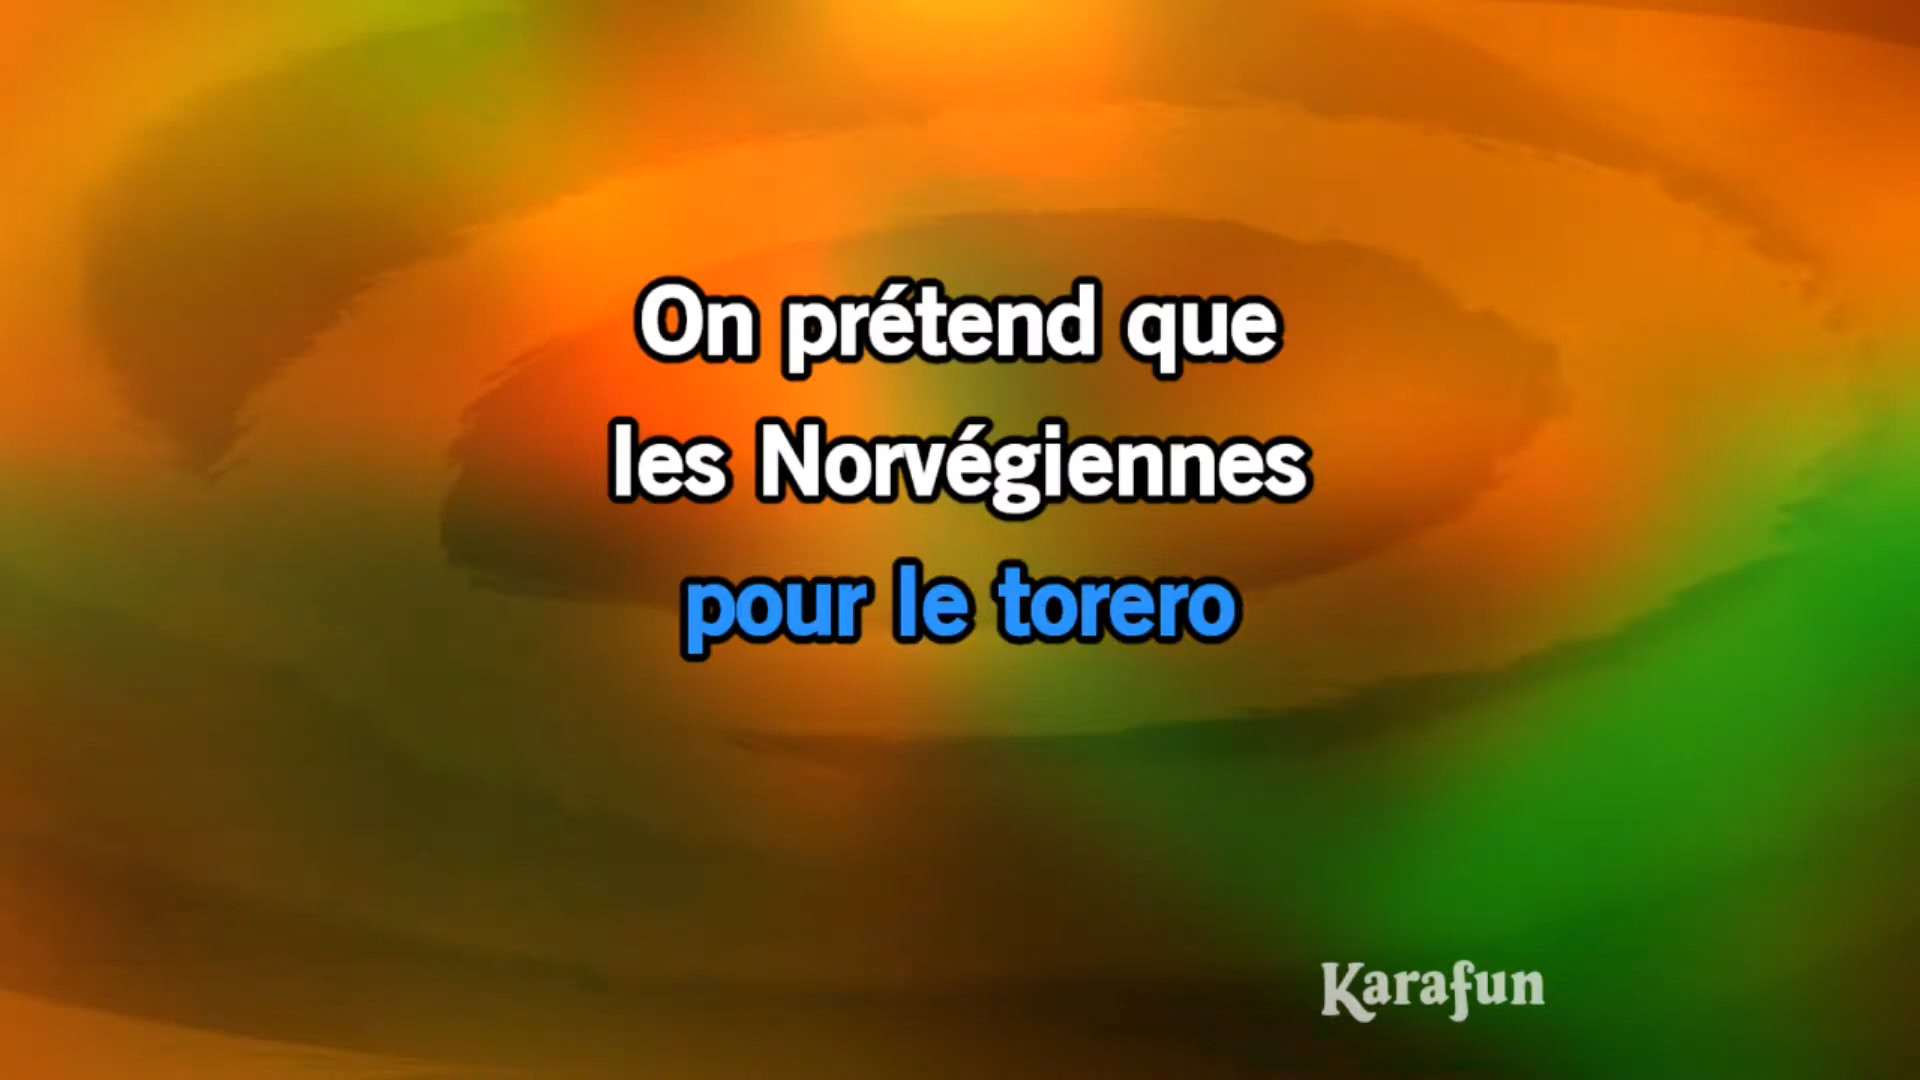 On prétend que
les Norvégiennes
pour le torero
Karafun